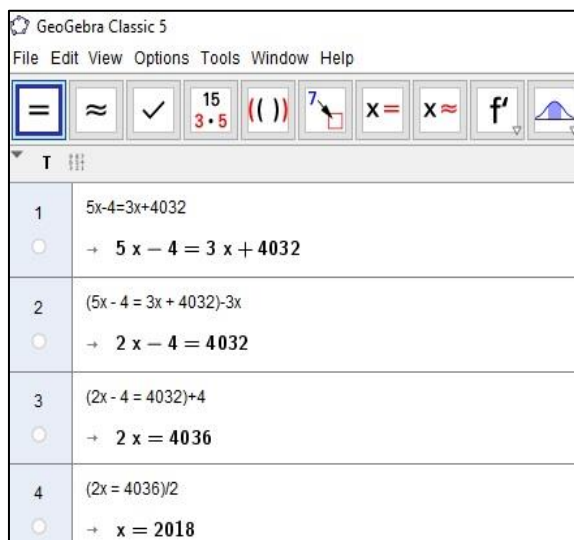 GeoGebra Classic 5
File Edit View Options Tools Window Help
= ≈ ✓ 15 3·5 (( )) 7 x= x≈ f'
T
1 5x-4=3x+4032
→ 5 x − 4 = 3 x + 4032
2 (5x - 4 = 3x + 4032)-3x
→ 2 x − 4 = 4032
3 (2x - 4 = 4032)+4
→ 2 x = 4036
4 (2x = 4036)/2
→ x = 2018